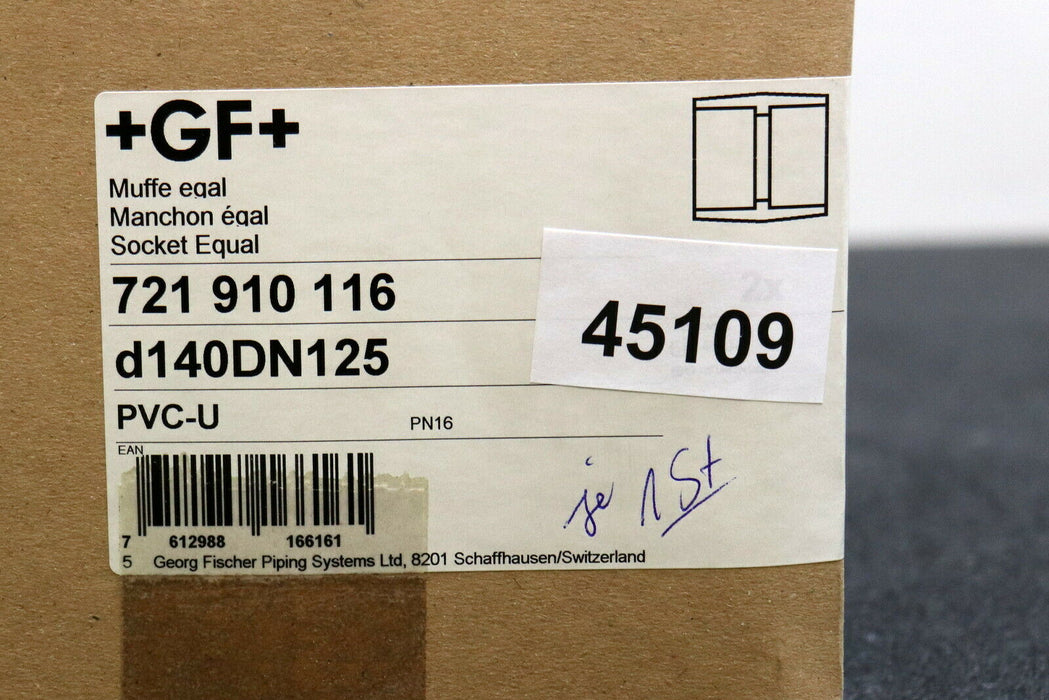 +GF+
Muffe egal
Manchon égal
Socket Equal
721 910 116
2x
45109
d140DN125
PVC-U
PN16
EAN
je 1 St
7 612988 166161
5 Georg Fischer Piping Systems Ltd, 8201 Schaffhausen/Switzerland